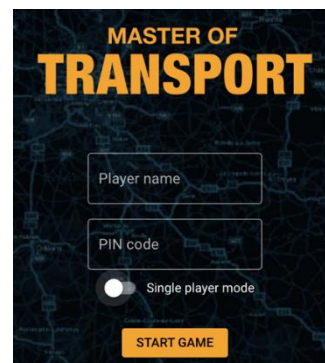 MASTER OF
TRANSPORT
Player name
PIN code
Single player mode
START GAME